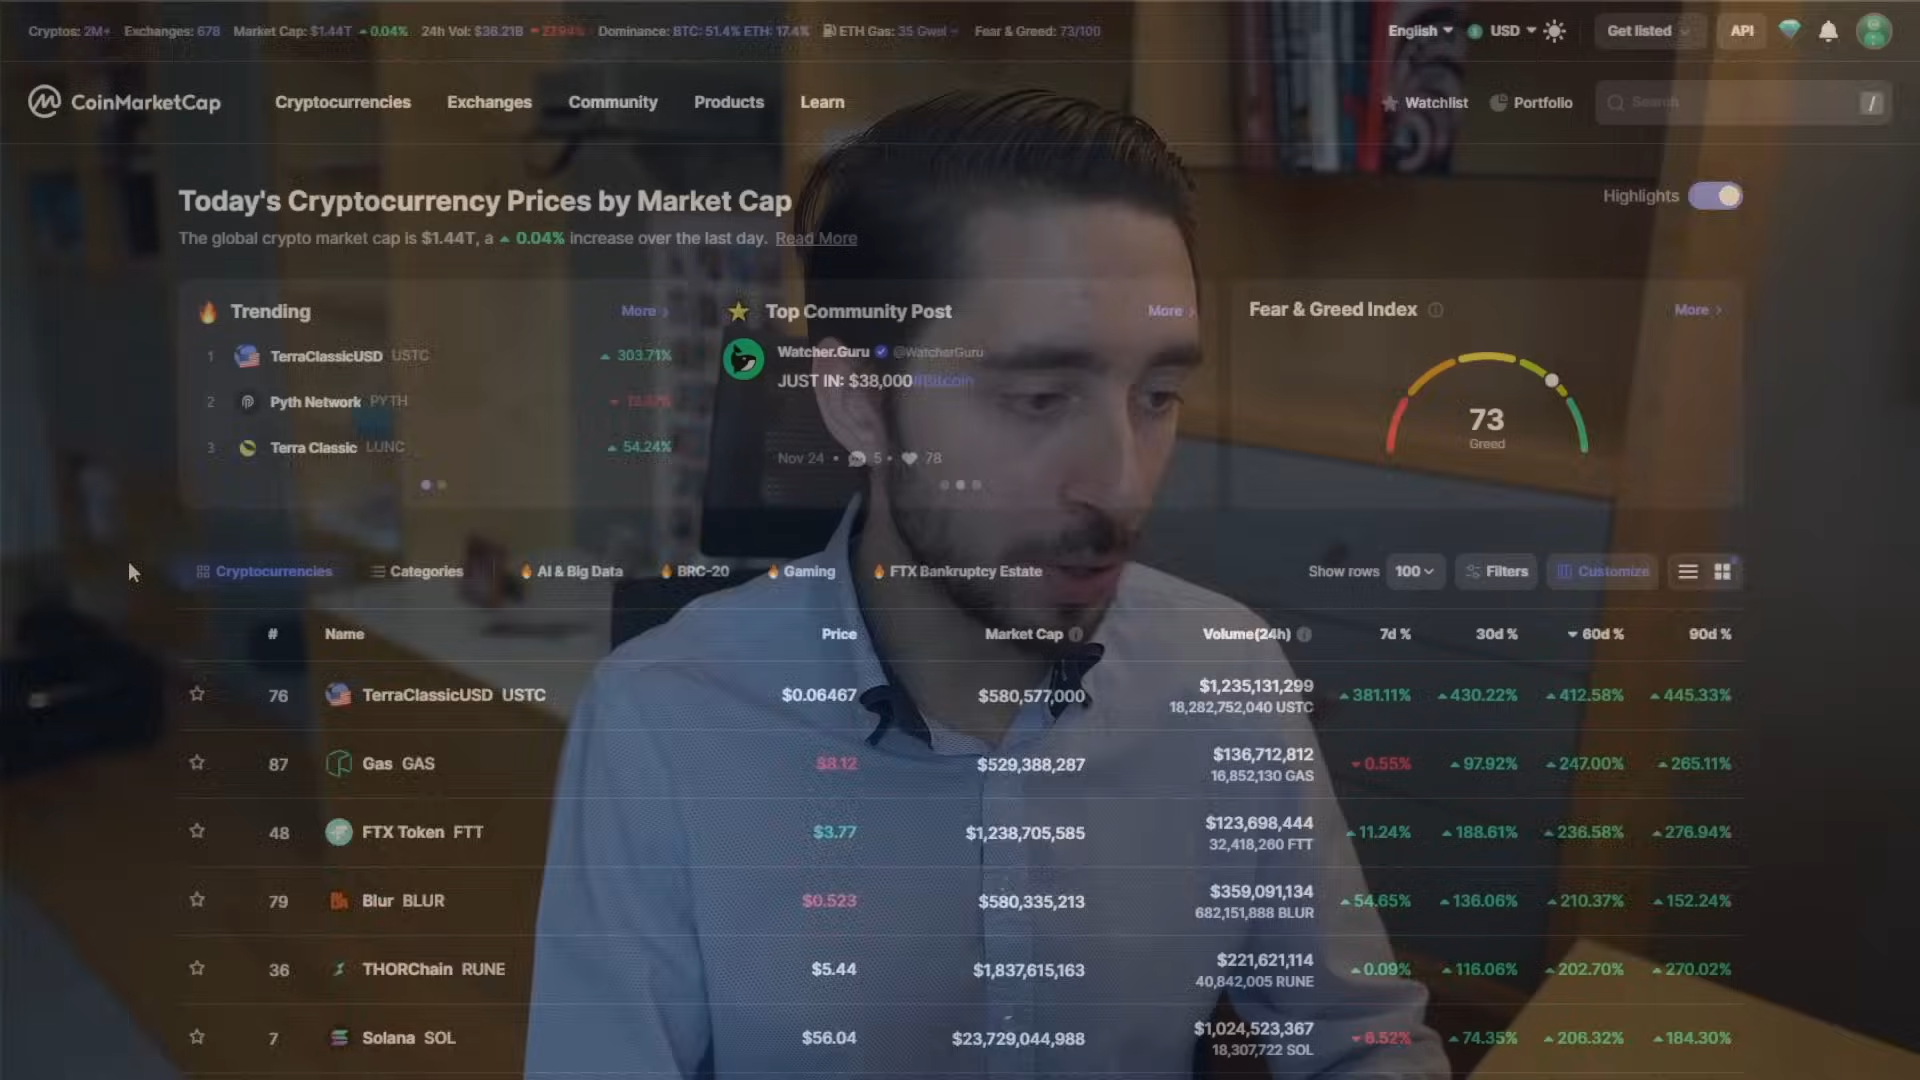 Cryptos: 2M+ Exchanges: 678 Market Cap: $1.44T 0.04% 24h Vol: $36.21B 27.94% Dominance: BTC: 51.4% ETH: 17.4% ETH Gas: 35 Gwei Fear & Greed: 73/100 English USD Get listed API
CoinMarketCap Cryptocurrencies Exchanges Community Products Learn Watchlist Portfolio Search /
Today's Cryptocurrency Prices by Market Cap Highlights
The global crypto market cap is $1.44T, a 0.04% increase over the last day. Read More
Trending More Top Community Post More Fear & Greed Index More
1 TerraClassicUSD USTC 303.71% Watcher.Guru @WatcherGuru
JUST IN: $38,000 #Bitcoin
2 Pyth Network PYTH
73
Greed
3 Terra Classic LUNC 54.24%
Nov 24 • 5 • 78
Cryptocurrencies Categories AI & Big Data BRC-20 Gaming FTX Bankruptcy Estate Show rows 100 Filters Customize
# Name Price Market Cap Volume(24h) 7d % 30d % 60d % 90d %
76 TerraClassicUSD USTC $0.06467 $580,577,000 $1,235,131,299 381.11% 430.22% 412.58% 445.33%
18,282,752,040 USTC
87 Gas GAS $8.12 $529,388,287 $136,712,812 0.55% 97.92% 247.00% 265.11%
16,852,130 GAS
48 FTX Token FTT $3.77 $1,238,705,585 $123,698,444 11.24% 188.61% 236.58% 276.94%
32,418,260 FTT
79 Blur BLUR $0.523 $580,335,213 $359,091,134 54.65% 136.06% 210.37% 152.24%
682,151,888 BLUR
36 THORChain RUNE $5.44 $1,837,615,163 $221,621,114 0.09% 116.06% 202.70% 270.02%
40,842,005 RUNE
7 Solana SOL $56.04 $23,729,044,988 $1,024,523,367 6.52% 74.35% 206.32% 184.30%
18,307,722 SOL